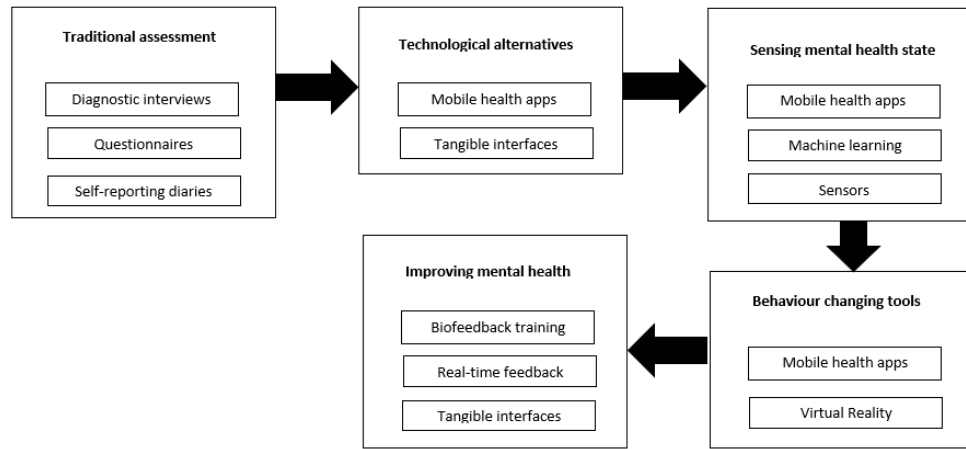 Traditional assessment
Diagnostic interviews
Questionnaires
Self-reporting diaries
Technological alternatives
Mobile health apps
Tangible interfaces
Sensing mental health state
Mobile health apps
Machine learning
Sensors
Behaviour changing tools
Mobile health apps
Virtual Reality
Improving mental health
Biofeedback training
Real-time feedback
Tangible interfaces